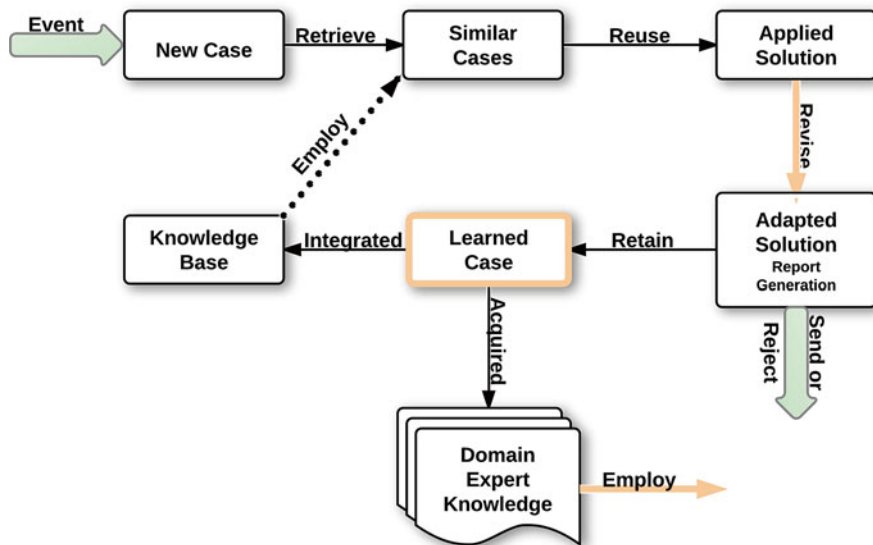 Event
New Case
Retrieve
Similar
Cases
Reuse
Applied
Solution
Revise
Employ
Knowledge
Base
Integrated
Learned
Case
Retain
Adapted
Solution
Report
Generation
Send or
Reject
Acquired
Domain
Expert
Knowledge
Employ